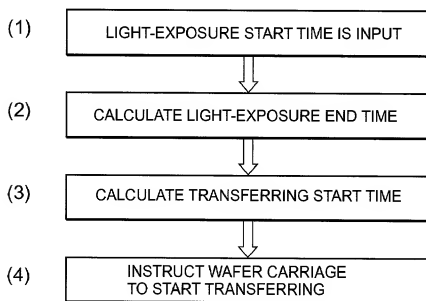 (1) LIGHT-EXPOSURE START TIME IS INPUT
(2) CALCULATE LIGHT-EXPOSURE END TIME
(3) CALCULATE TRANSFERRING START TIME
(4) INSTRUCT WAFER CARRIAGE
TO START TRANSFERRING